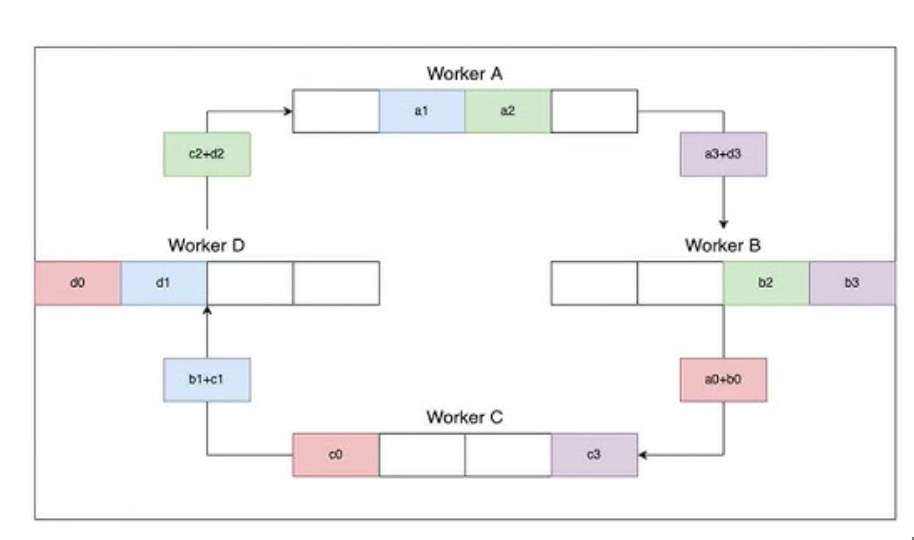 Worker A
a1 a2
c2+d2
a3+d3
Worker D
Worker B
d0 d1
b2 b3
b1+c1
a0+b0
Worker C
c0 c3